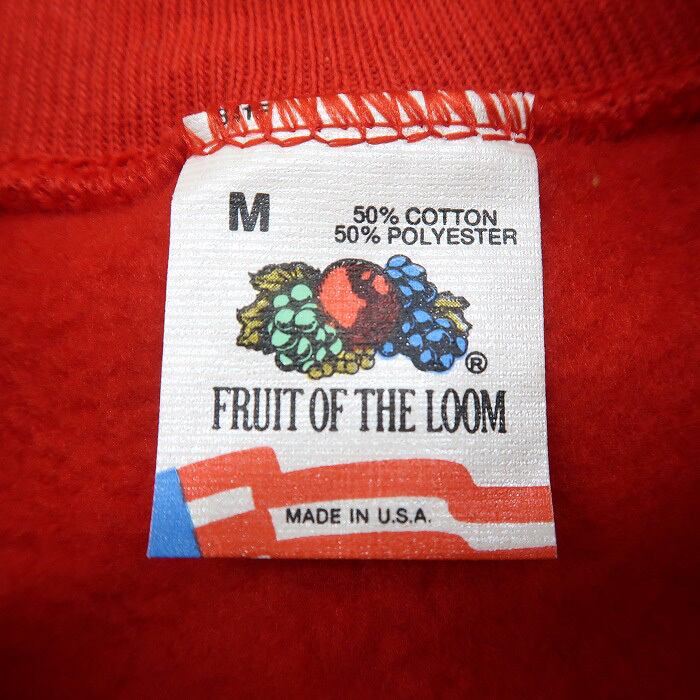 M
50% COTTON
50% POLYESTER
®
FRUIT OF THE LOOM
MADE IN U.S.A.